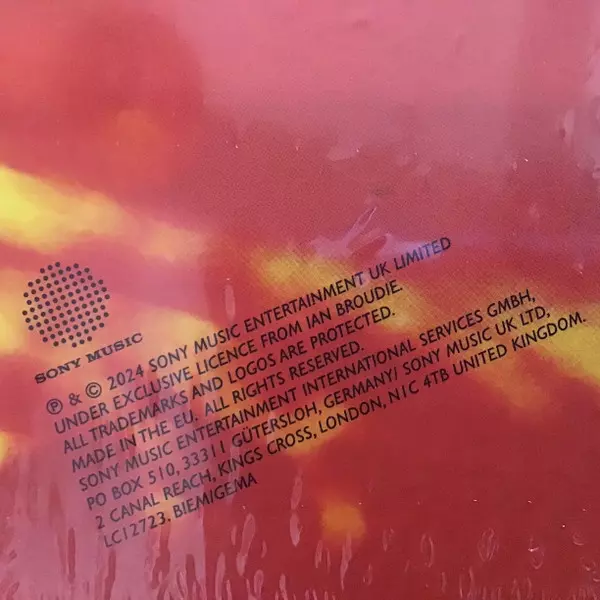 SONY MUSIC
℗ & © 2024 SONY MUSIC ENTERTAINMENT UK LIMITED
UNDER EXCLUSIVE LICENCE FROM IAN BROUDIE.
ALL TRADEMARKS AND LOGOS ARE PROTECTED.
MADE IN THE EU. ALL RIGHTS RESERVED.
SONY MUSIC ENTERTAINMENT INTERNATIONAL SERVICES GMBH,
PO BOX 510, 33311 GÜTERSLOH, GERMANY/ SONY MUSIC UK LTD,
2 CANAL REACH, KINGS CROSS, LONDON, N1C 4TB UNITED KINGDOM.
LC12723. BIEMIGEMA